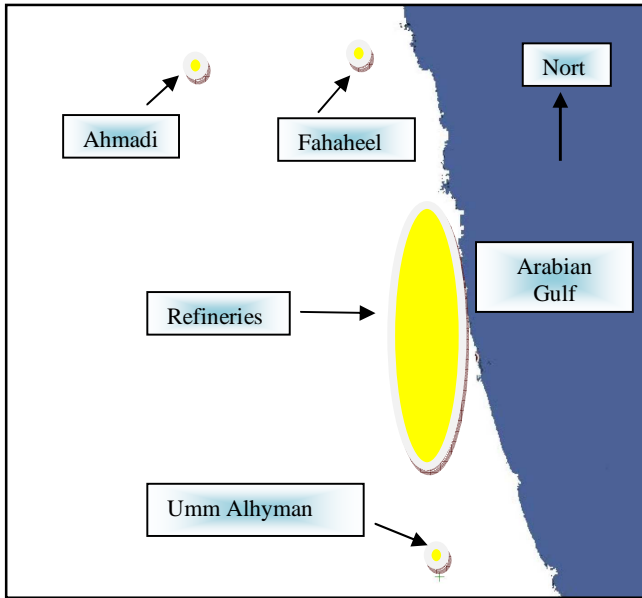 Nort
Ahmadi
Fahaheel
Arabian
Gulf
Refineries
Umm Alhyman